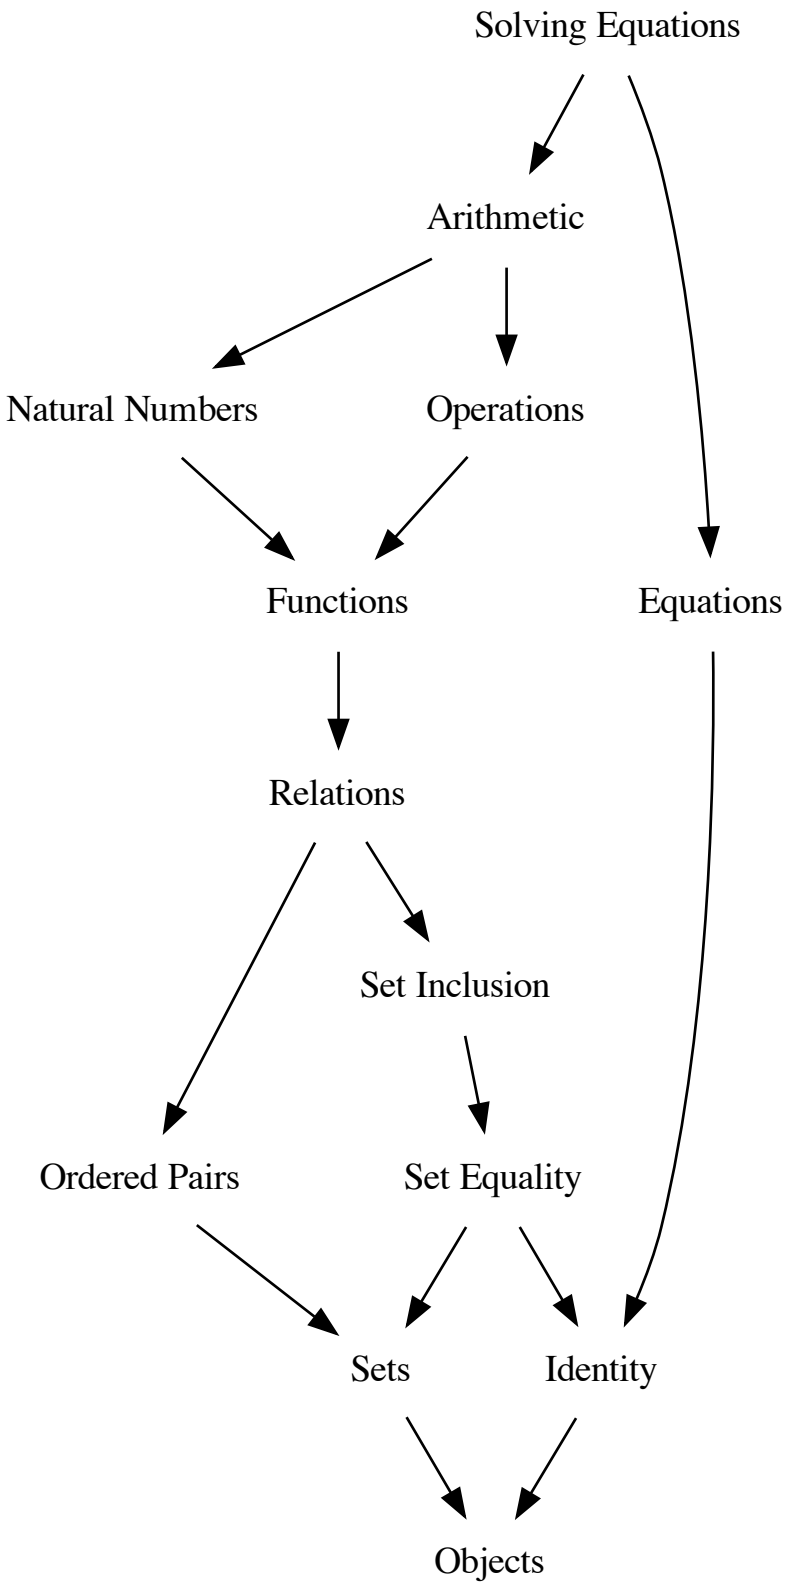 Solving Equations
Arithmetic
Natural Numbers
Operations
Functions
Equations
Relations
Set Inclusion
Ordered Pairs
Set Equality
Sets
Identity
Objects